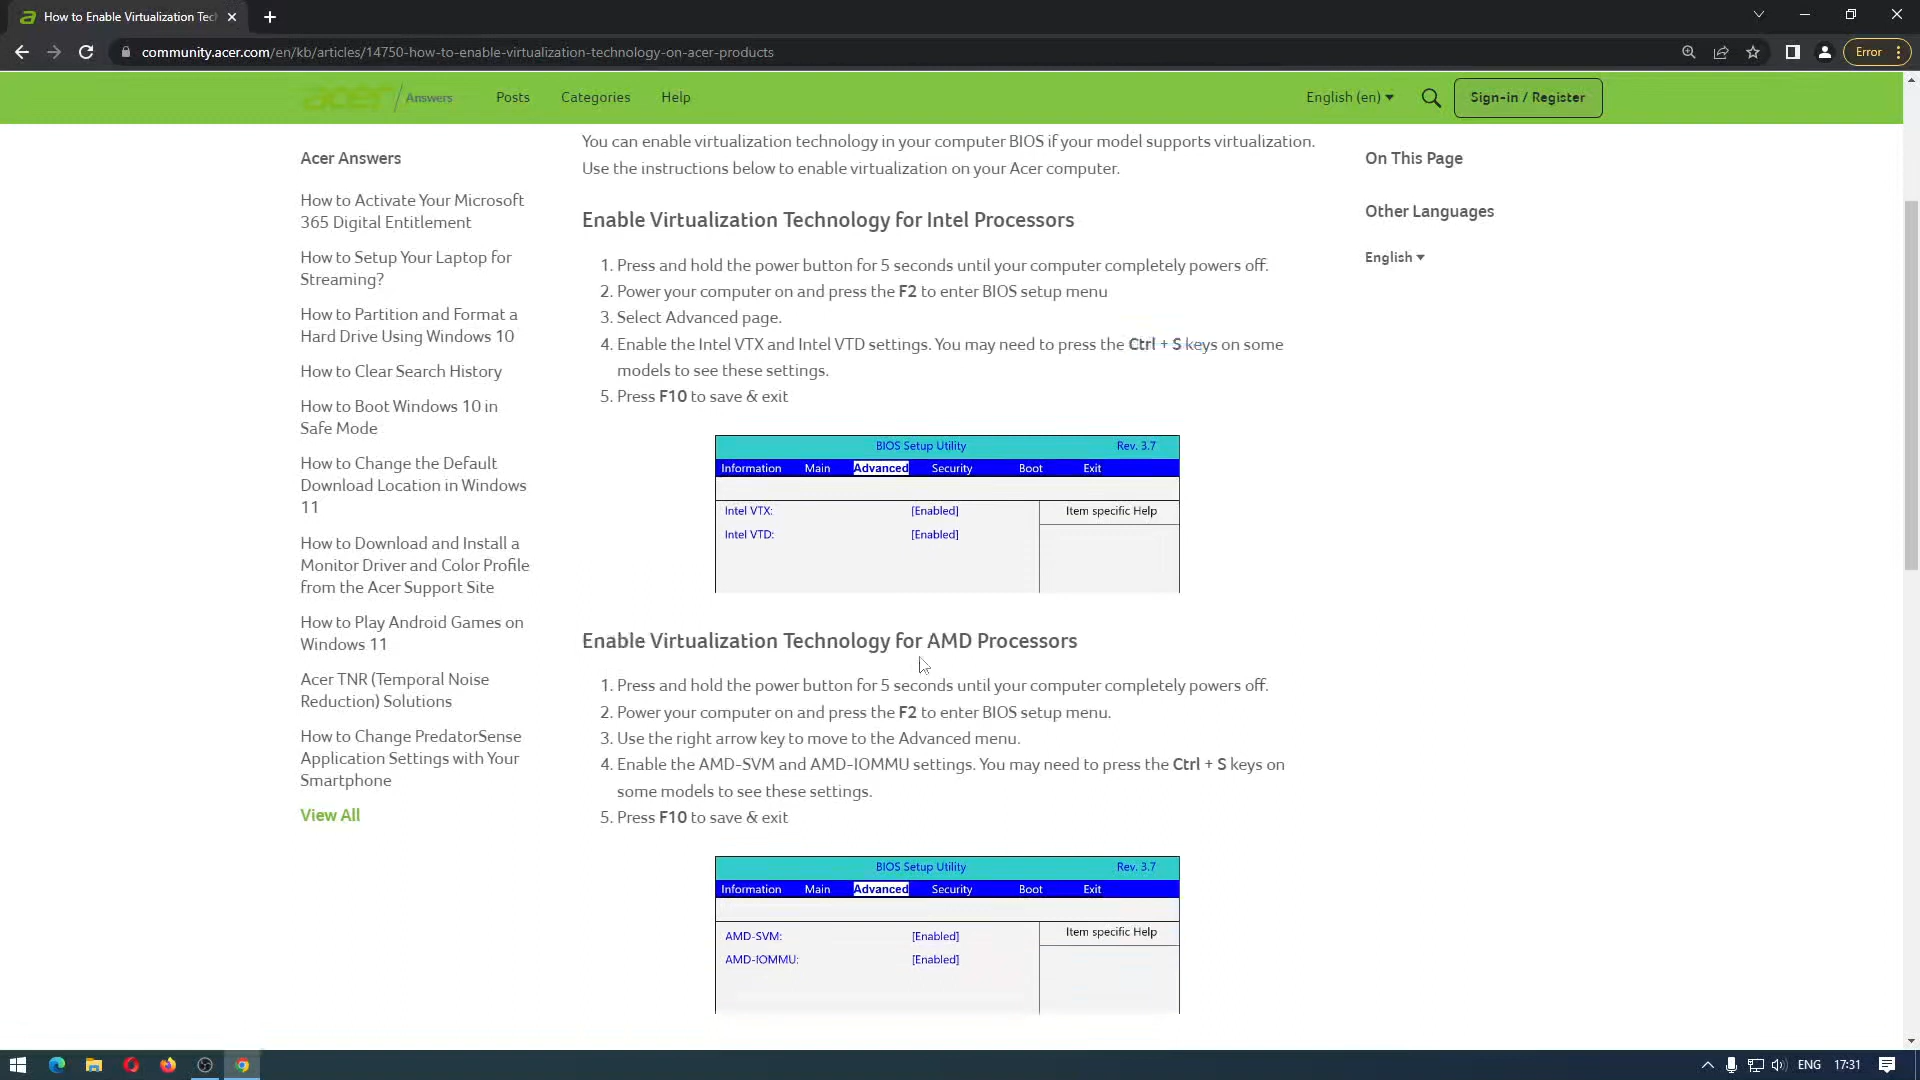 How to Enable Virtualization Tec
community.acer.com/en/kb/articles/14750-how-to-enable-virtualization-technology-on-acer-products
Error
acer
Answers
Posts
Categories
Help
English (en)
Sign-in / Register
Acer Answers
How to Activate Your Microsoft
365 Digital Entitlement
How to Setup Your Laptop for
Streaming?
How to Partition and Format a
Hard Drive Using Windows 10
How to Clear Search History
How to Boot Windows 10 in
Safe Mode
How to Change the Default
Download Location in Windows
11
How to Download and Install a
Monitor Driver and Color Profile
from the Acer Support Site
How to Play Android Games on
Windows 11
Acer TNR (Temporal Noise
Reduction) Solutions
How to Change PredatorSense
Application Settings with Your
Smartphone
View All
You can enable virtualization technology in your computer BIOS if your model supports virtualization.
Use the instructions below to enable virtualization on your Acer computer.
Enable Virtualization Technology for Intel Processors
1. Press and hold the power button for 5 seconds until your computer completely powers off.
2. Power your computer on and press the F2 to enter BIOS setup menu
3. Select Advanced page.
4. Enable the Intel VTX and Intel VTD settings. You may need to press the Ctrl + S keys on some
models to see these settings.
5. Press F10 to save & exit
BIOS Setup Utility Rev. 3.7
Information Main Advanced Security Boot Exit
Intel VTX: [Enabled] Item specific Help
Intel VTD: [Enabled]
Enable Virtualization Technology for AMD Processors
1. Press and hold the power button for 5 seconds until your computer completely powers off.
2. Power your computer on and press the F2 to enter BIOS setup menu.
3. Use the right arrow key to move to the Advanced menu.
4. Enable the AMD-SVM and AMD-IOMMU settings. You may need to press the Ctrl + S keys on
some models to see these settings.
5. Press F10 to save & exit
BIOS Setup Utility Rev. 3.7
Information Main Advanced Security Boot Exit
AMD-SVM: [Enabled] Item specific Help
AMD-IOMMU: [Enabled]
On This Page
Other Languages
English
ENG 17:31